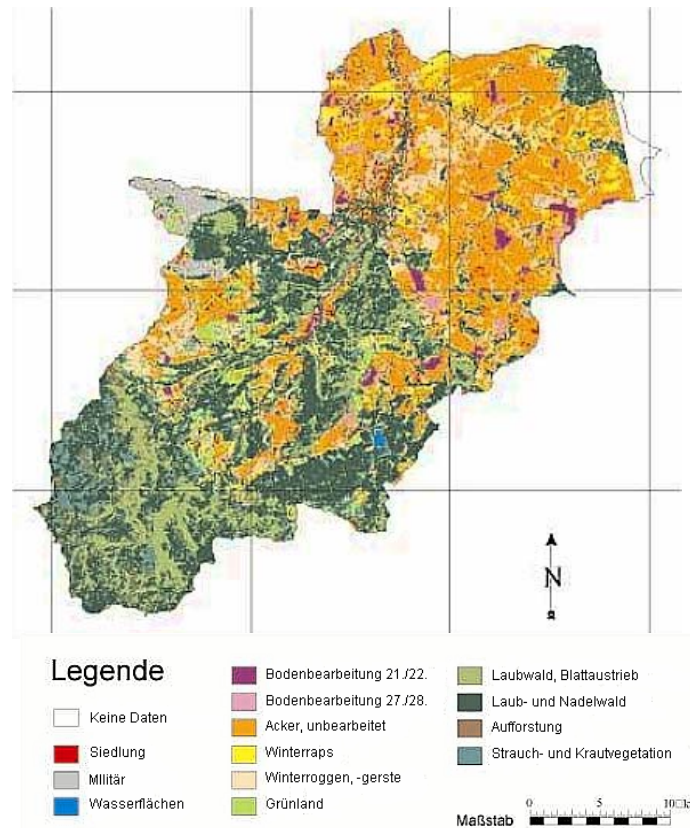 N
Legende
Keine Daten
Siedlung
MIlitär
Wasserflächen
Bodenbearbeitung 21./22.
Bodenbearbeitung 27./28.
Acker, unbearbeitet
Winterraps
Winterroggen, -gerste
Grünland
Laubwald, Blattaustrieb
Laub- und Nadelwald
Aufforstung
Strauch- und Krautvegetation
Maßstab
0 5